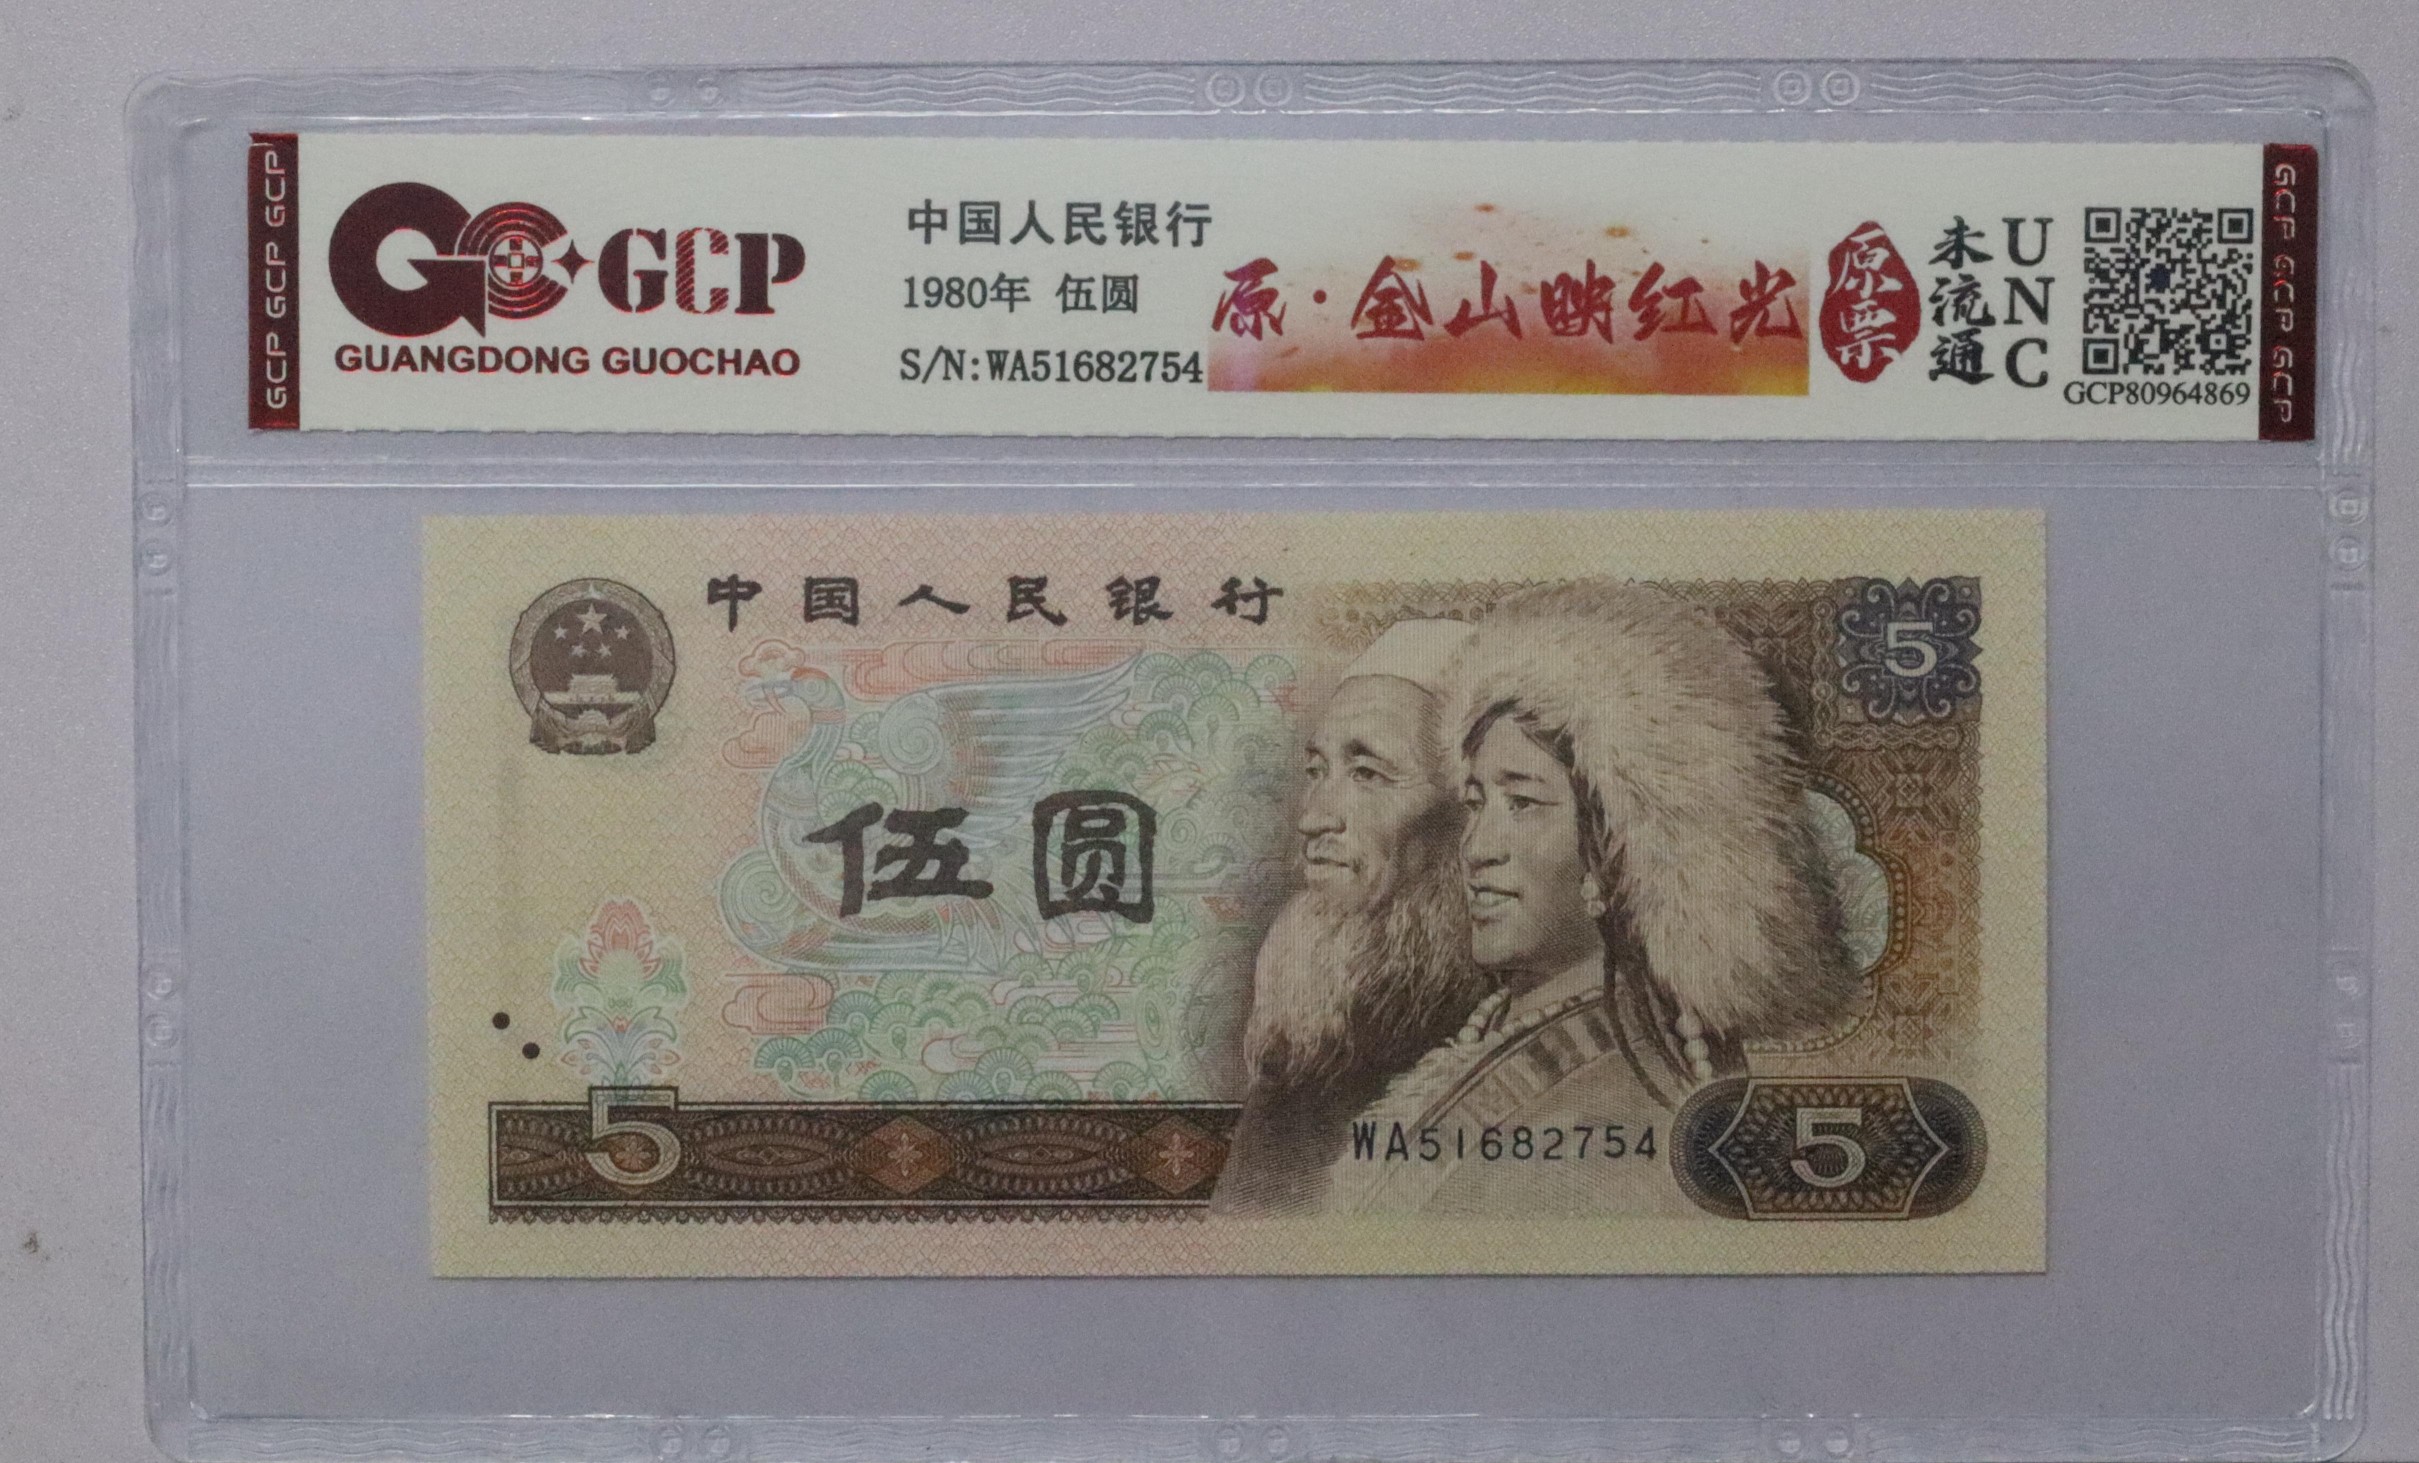 GCP GCP GCP
GCP
GUANGDONG GUOCHAO
中国人民银行
1980年 伍圆
S/N:WA51682754
原·金山映红光
原票
未流通
UNC
GCP80964869
GCP GCP GCP
中国人民银行
5
伍圆
5
WA51682754
5